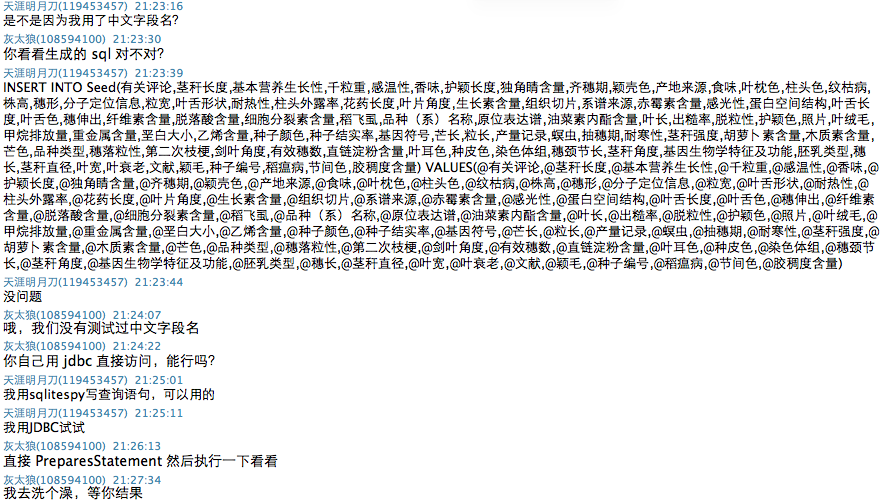 天涯明月刀(119453457) 21:23:16
是不是因为我用了中文字段名?
灰太狼(108594100) 21:23:30
你看看生成的 sql 对不对?
天涯明月刀(119453457) 21:23:39
INSERT INTO Seed(有关评论,茎秆长度,基本营养生长性,千粒重,感温性,香味,护颖长度,独角睛含量,齐穗期,颖壳色,产地来源,食味,叶枕色,柱头色,纹枯病,
株高,穗形,分子定位信息,粒宽,叶舌形状,耐热性,柱头外露率,花药长度,叶片角度,生长素含量,组织切片,系谱来源,赤霉素含量,感光性,蛋白空间结构,叶舌长
度,叶舌色,穗伸出,纤维素含量,脱落酸含量,细胞分裂素含量,稻飞虱,品种（系）名称,原位表达谱,油菜素内酯含量,叶长,出糙率,脱粒性,护颖色,照片,叶绒毛,
甲烷排放量,重金属含量,垩白大小,乙烯含量,种子颜色,种子结实率,基因符号,芒长,粒长,产量记录,螟虫,抽穗期,耐寒性,茎秆强度,胡萝卜素含量,木质素含量,
芒色,品种类型,穗落粒性,第二次枝梗,剑叶角度,有效穗数,直链淀粉含量,叶耳色,种皮色,染色体组,穗颈节长,茎秆角度,基因生物学特征及功能,胚乳类型,穗
长,茎秆直径,叶宽,叶衰老,文献,颖毛,种子编号,稻瘟病,节间色,胶稠度含量) VALUES(@有关评论,@茎秆长度,@基本营养生长性,@千粒重,@感温性,@香味,@
护颖长度,@独角睛含量,@齐穗期,@颖壳色,@产地来源,@食味,@叶枕色,@柱头色,@纹枯病,@株高,@穗形,@分子定位信息,@粒宽,@叶舌形状,@耐热性,@
柱头外露率,@花药长度,@叶片角度,@生长素含量,@组织切片,@系谱来源,@赤霉素含量,@感光性,@蛋白空间结构,@叶舌长度,@叶舌色,@穗伸出,@纤维素
含量,@脱落酸含量,@细胞分裂素含量,@稻飞虱,@品种（系）名称,@原位表达谱,@油菜素内酯含量,@叶长,@出糙率,@脱粒性,@护颖色,@照片,@叶绒毛,@
甲烷排放量,@重金属含量,@垩白大小,@乙烯含量,@种子颜色,@种子结实率,@基因符号,@芒长,@粒长,@产量记录,@螟虫,@抽穗期,@耐寒性,@茎秆强度,@
胡萝卜素含量,@木质素含量,@芒色,@品种类型,@穗落粒性,@第二次枝梗,@剑叶角度,@有效穗数,@直链淀粉含量,@叶耳色,@种皮色,@染色体组,@穗颈节
长,@茎秆角度,@基因生物学特征及功能,@胚乳类型,@穗长,@茎秆直径,@叶宽,@叶衰老,@文献,@颖毛,@种子编号,@稻瘟病,@节间色,@胶稠度含量)
天涯明月刀(119453457) 21:23:44
没问题
灰太狼(108594100) 21:24:07
哦，我们没有测试过中文字段名
灰太狼(108594100) 21:24:22
你自己用 jdbc 直接访问，能行吗?
天涯明月刀(119453457) 21:25:01
我用sqlitespy写查询语句，可以用的
天涯明月刀(119453457) 21:25:11
我用JDBC试试
灰太狼(108594100) 21:26:13
直接 PreparesStatement 然后执行一下看看
灰太狼(108594100) 21:27:34
我去洗个澡，等你结果